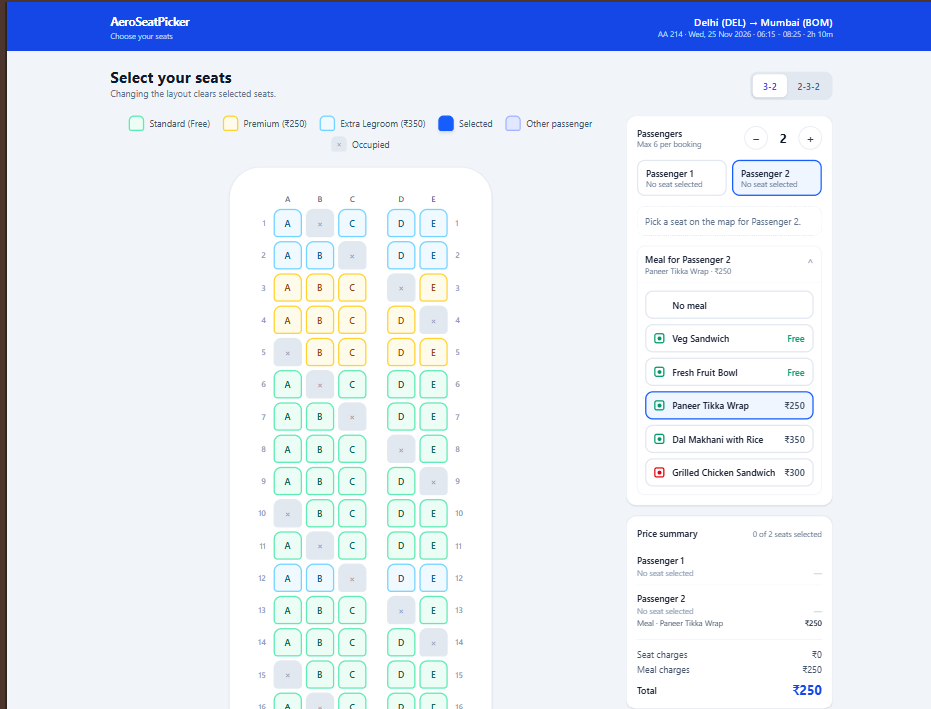 AeroSeatPicker
Choose your seats
Delhi (DEL) → Mumbai (BOM)
AA 214 · Wed, 25 Nov 2026 · 06:15 – 08:25 · 2h 10m
Select your seats
Changing the layout clears selected seats.
3-2 2-3-2
Standard (Free) Premium (₹250) Extra Legroom (₹350) Selected Other passenger
× Occupied
A B C D E
1 A × C D E 1
2 A B × D E 2
3 A B C × E 3
4 A B C D × 4
5 × B C D E 5
6 A × C D E 6
7 A B × D E 7
8 A B C × E 8
9 A B C D × 9
10 × B C D E 10
11 A × C D E 11
12 A B × D E 12
13 A B C × E 13
14 A B C D × 14
15 × B C D E 15
16 A × C D E 16
Passengers
Max 6 per booking
− 2 +
Passenger 1
No seat selected
Passenger 2
No seat selected
Pick a seat on the map for Passenger 2.
Meal for Passenger 2
Paneer Tikka Wrap · ₹250
No meal
Veg Sandwich Free
Fresh Fruit Bowl Free
Paneer Tikka Wrap ₹250
Dal Makhani with Rice ₹350
Grilled Chicken Sandwich ₹300
Price summary 0 of 2 seats selected
Passenger 1
No seat selected —
Passenger 2
No seat selected —
Meal · Paneer Tikka Wrap ₹250
Seat charges ₹0
Meal charges ₹250
Total ₹250